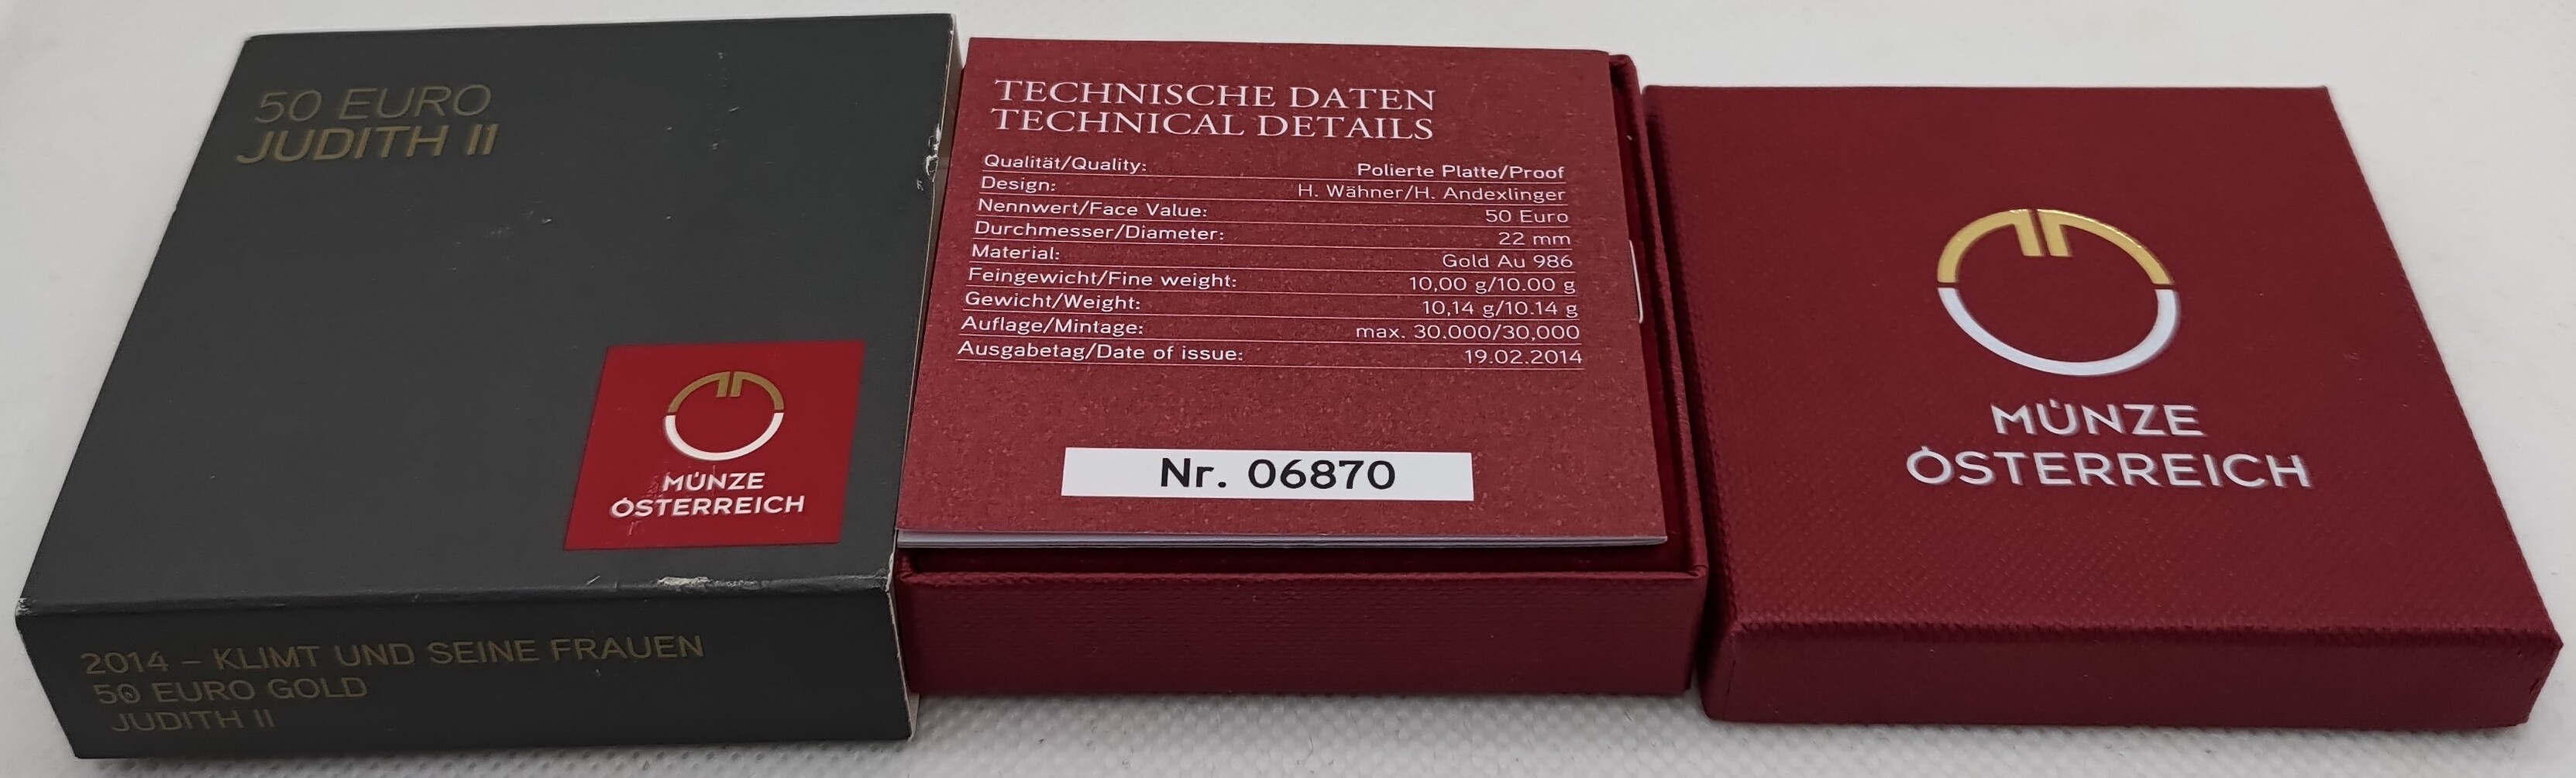 50 EURO
JUDITH II
MÜNZE
ÖSTERREICH
2014 – KLIMT UND SEINE FRAUEN
50 EURO GOLD
JUDITH II
TECHNISCHE DATEN
TECHNICAL DETAILS
Qualität/Quality: Polierte Platte/Proof
Design: H. Wähner/H. Andexlinger
Nennwert/Face Value: 50 Euro
Durchmesser/Diameter: 22 mm
Material: Gold Au 986
Feingewicht/Fine weight: 10,00 g/10.00 g
Gewicht/Weight: 10,14 g/10.14 g
Auflage/Mintage: max. 30.000/30,000
Ausgabetag/Date of issue: 19.02.2014
Nr. 06870
MÜNZE
ÖSTERREICH